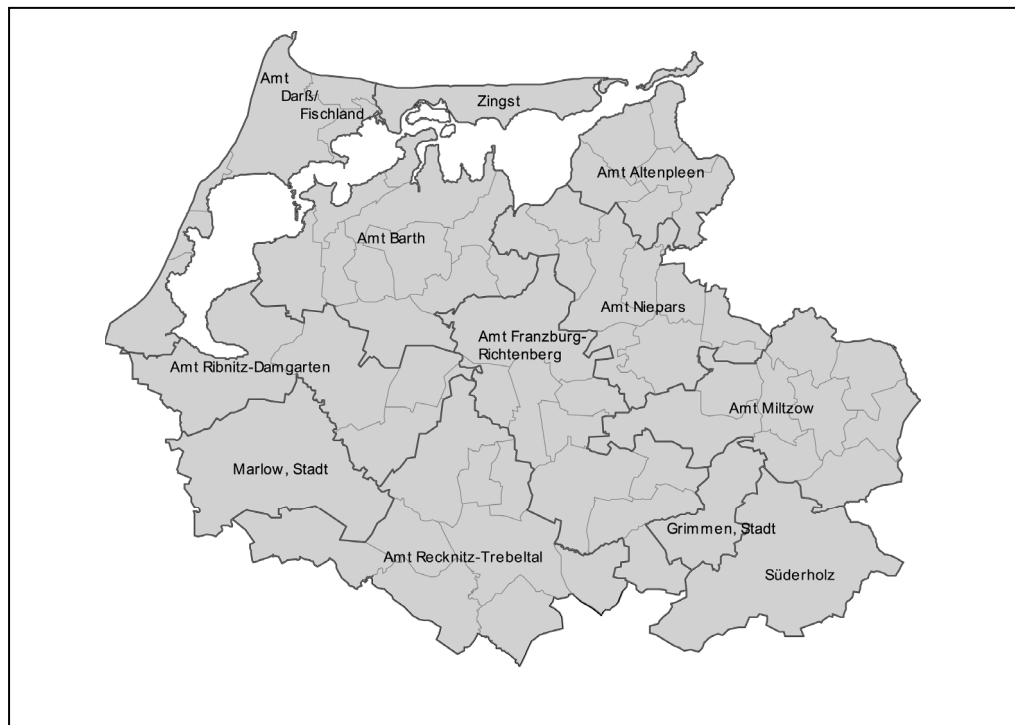 Amt
Darß/
Fischland
Zingst
Amt Altenpleen
Amt Barth
Amt Niepars
Amt Franzburg-
Richtenberg
Amt Ribnitz-Damgarten
Amt Miltzow
Marlow, Stadt
Grimmen, Stadt
Amt Recknitz-Trebeltal
Süderholz